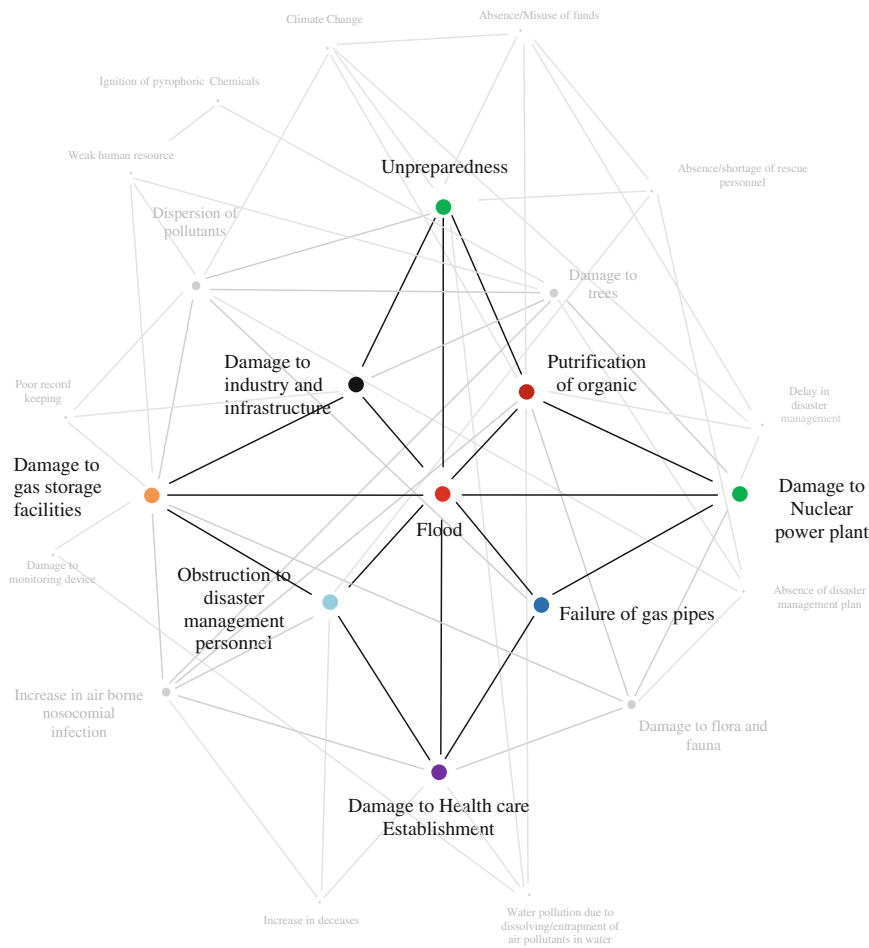 Climate Change
Absence/Misuse of funds
Ignition of pyrophoric Chemicals
Weak human resource
Unpreparedness
Absence/shortage of rescue
personnel
Dispersion of
pollutants
Damage to
trees
Damage to
industry and
infrastructure
Putrification
of organic
Poor record
keeping
Delay in
disaster
management
Damage to
gas storage
facilities
Flood
Damage to
Nuclear
power plant
Damage to
monitoring device
Obstruction to
disaster
management
personnel
Failure of gas pipes
Absence of disaster
management plan
Increase in air borne
nosocomial
infection
Damage to flora and
fauna
Damage to Health care
Establishment
Increase in deceases
Water pollution due to
dissolving/entrapment of
air pollutants in water